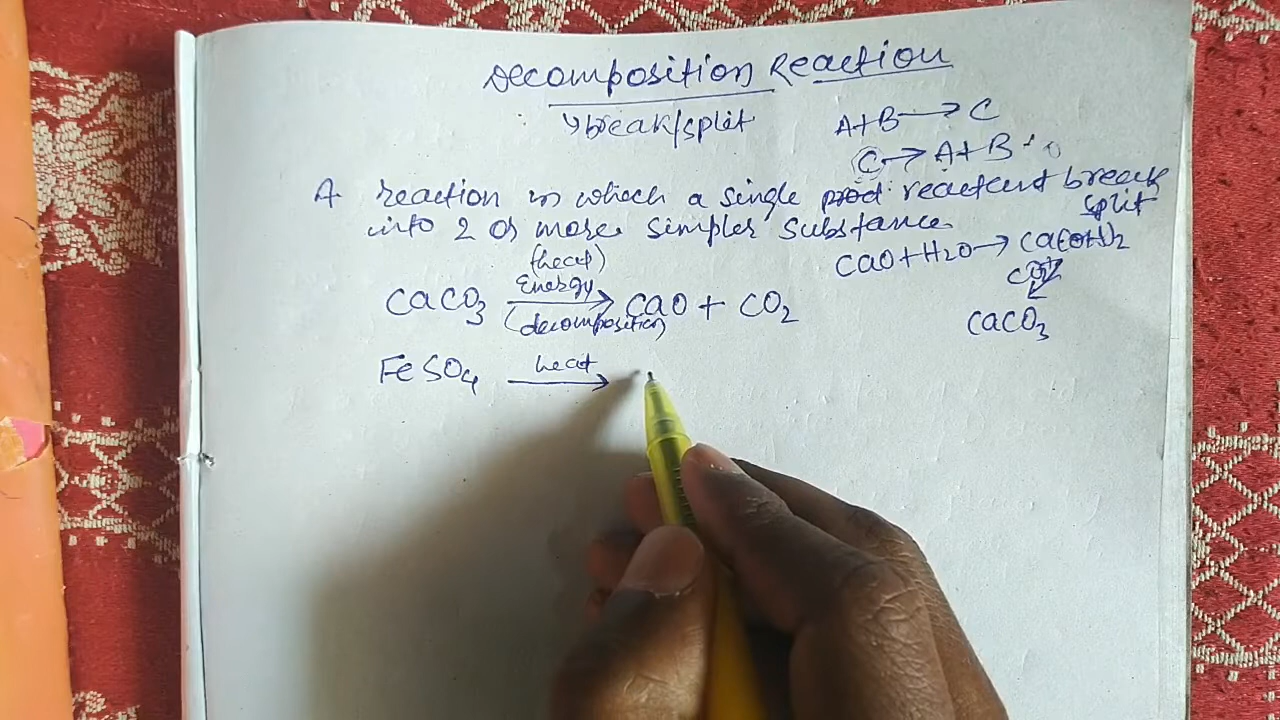 Decomposition Reaction
↳break/split
A+B → C
C → A+B
A reaction in which a single prod reactant break
split
into 2 or more simpler substance
CaO+H2O → Ca(OH)2
(heat)
Energy
CaCO3 → CaO + CO2
(decomposition)
CaCO3
FeSO4 heat →